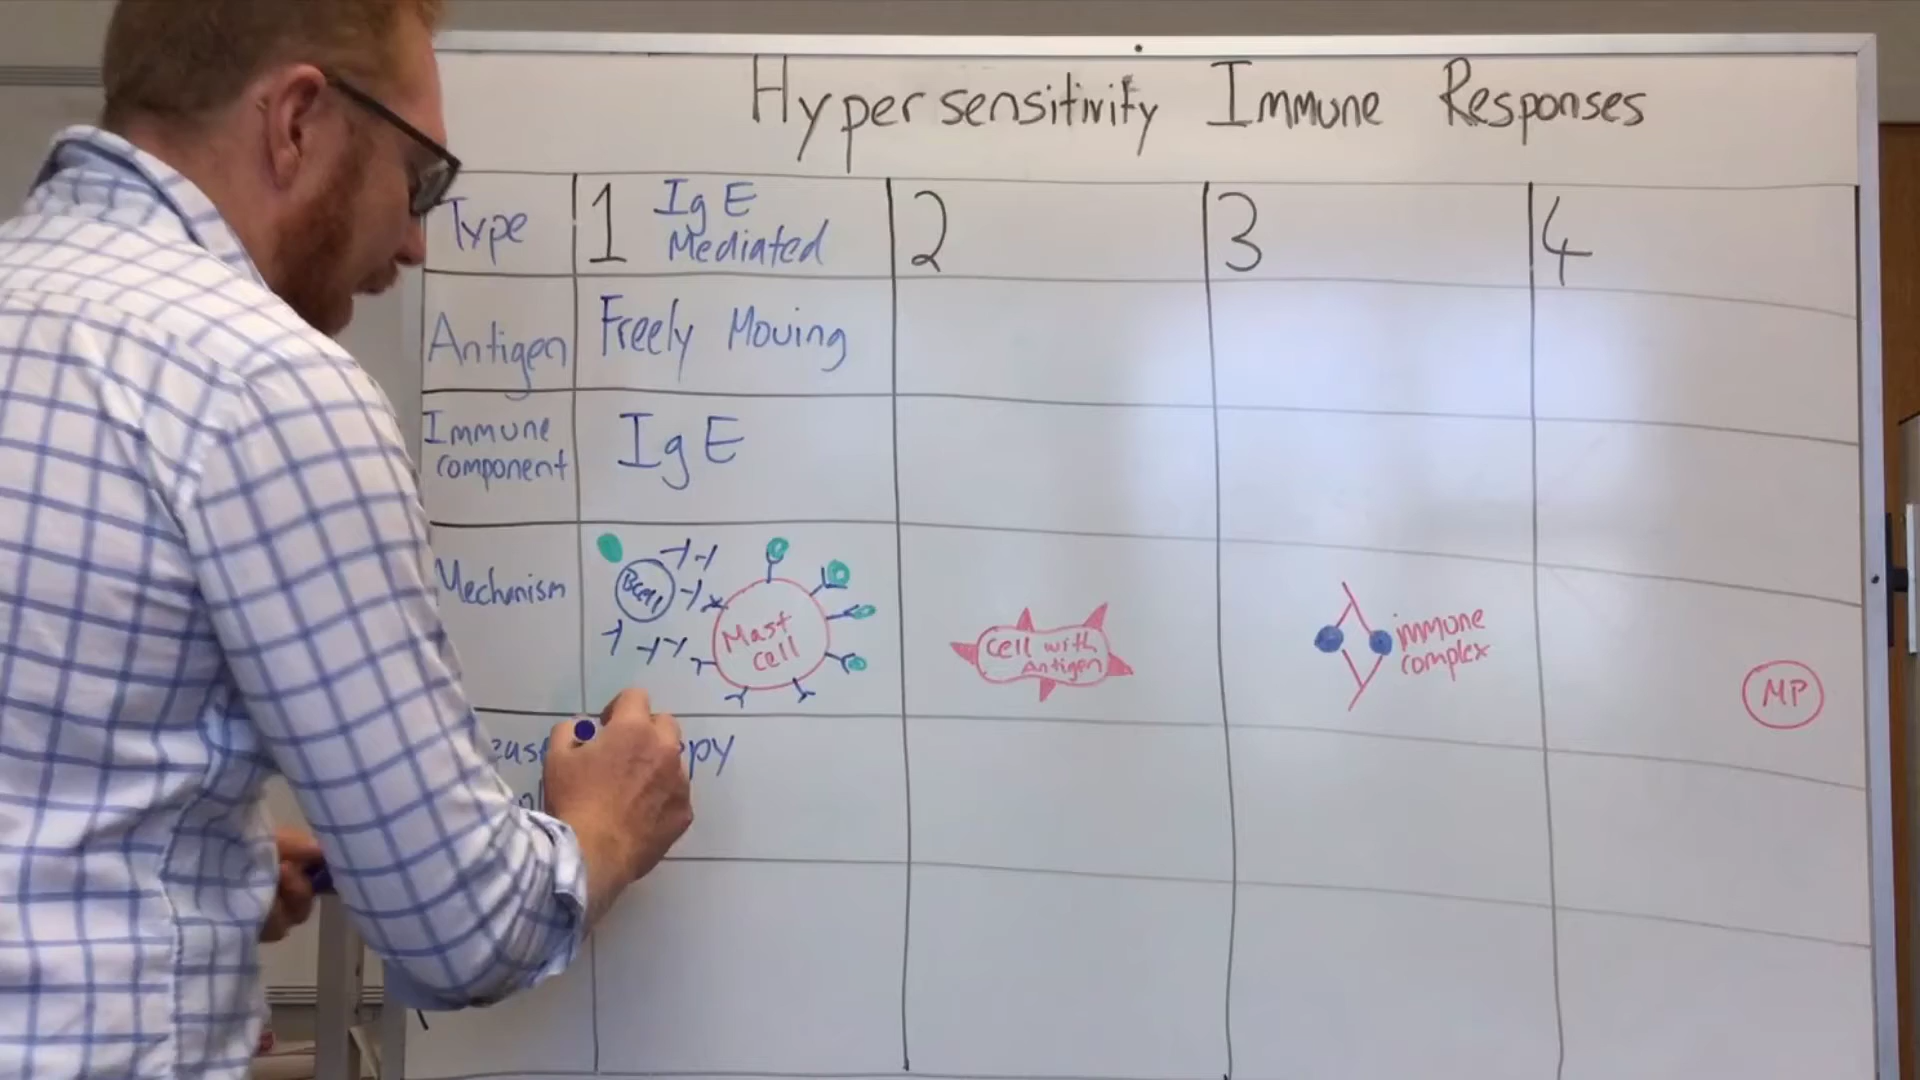 Hypersensitivity Immune Responses
Type
1
IgE
Mediated
2
3
4
Antigen
Freely Moving
Immune
component
IgE
Mechanism
B cell
Mast
cell
Cell with
Antigen
immune
complex
MP